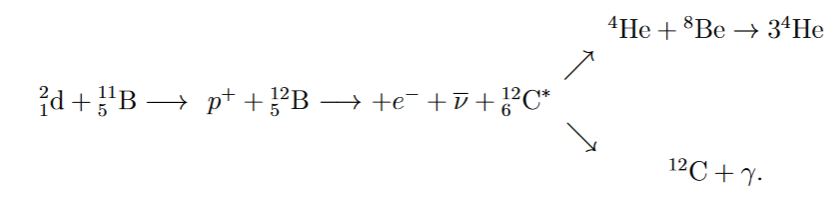 ⁴He + ⁸Be → 3⁴He
²₁d + ¹¹₅B ⟶ p⁺ + ¹²₅B ⟶ +e⁻ + ν̅ + ¹²₆C*
¹²C + γ.